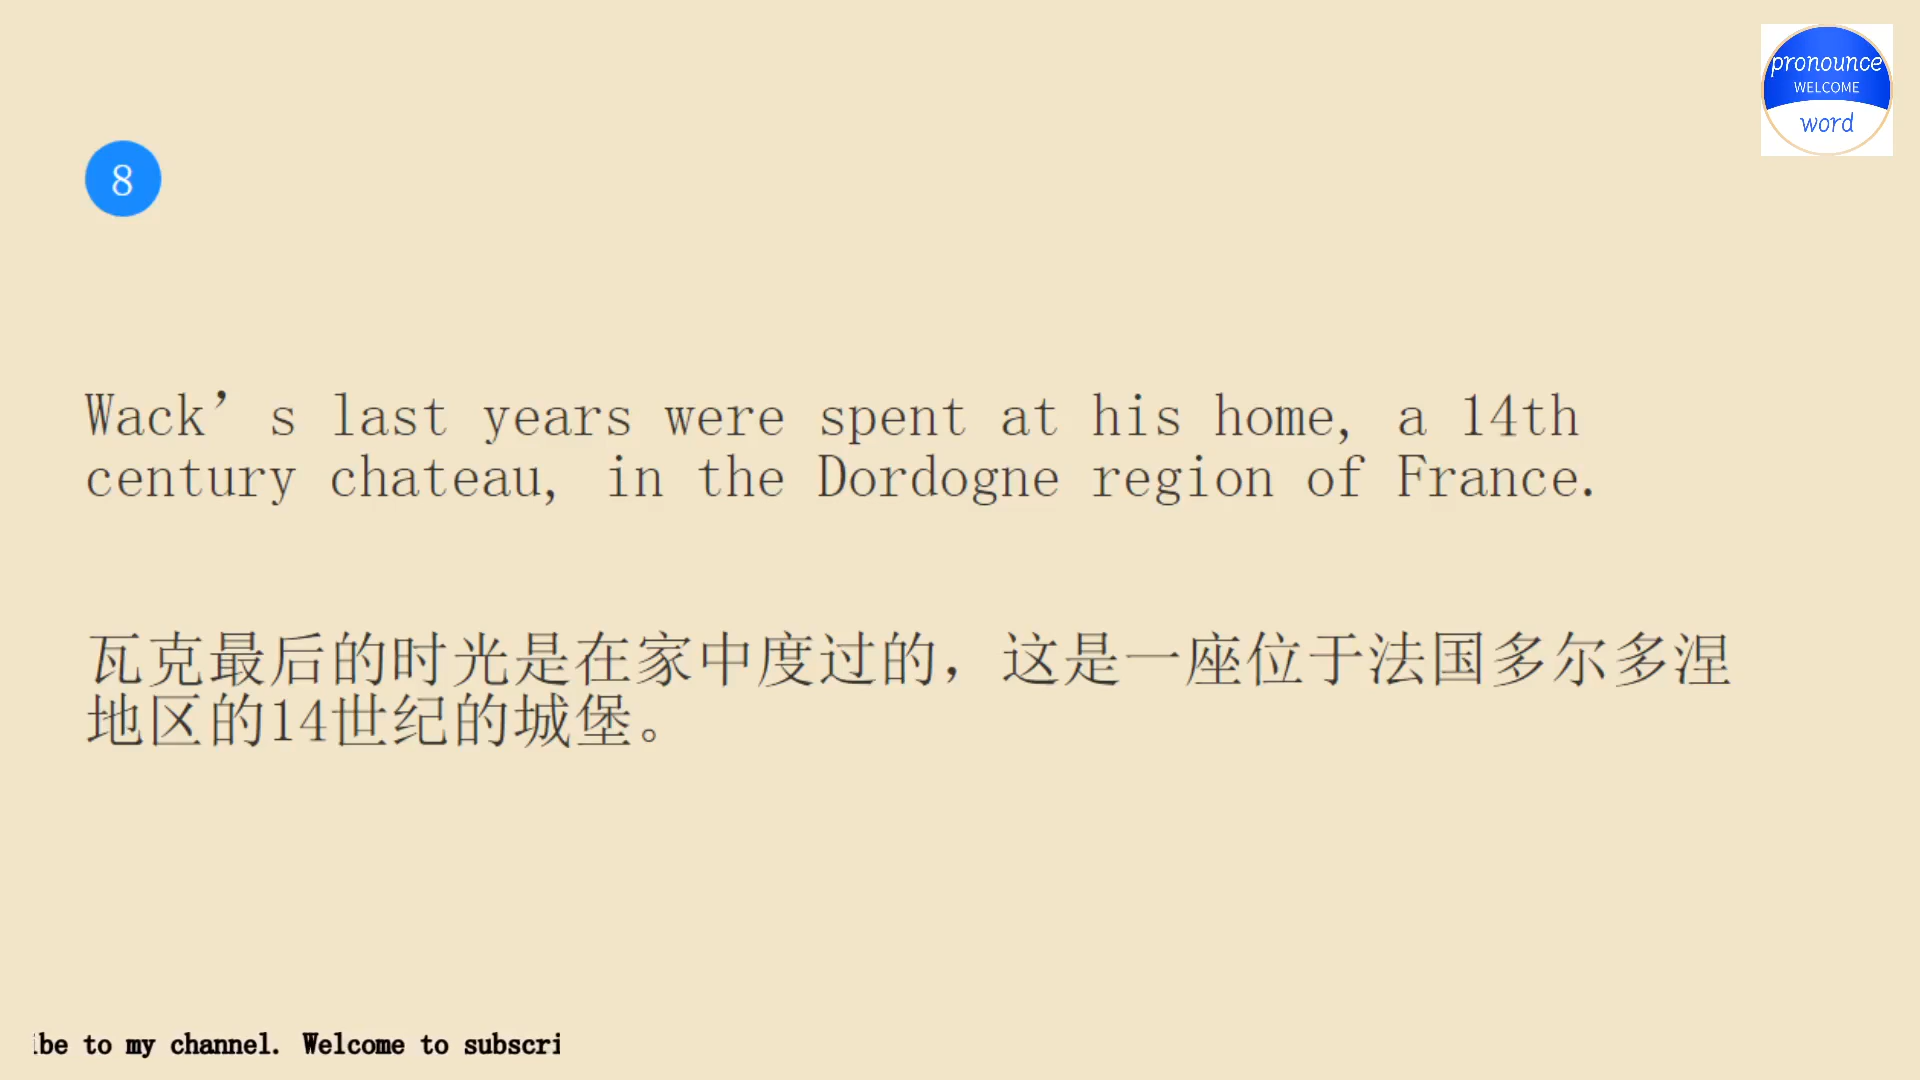 pronounce
WELCOME
word
8
Wack’s last years were spent at his home, a 14th
century chateau, in the Dordogne region of France.
瓦克最后的时光是在家中度过的，这是一座位于法国多尔多涅
地区的14世纪的城堡。
ibe to my channel. Welcome to subscri